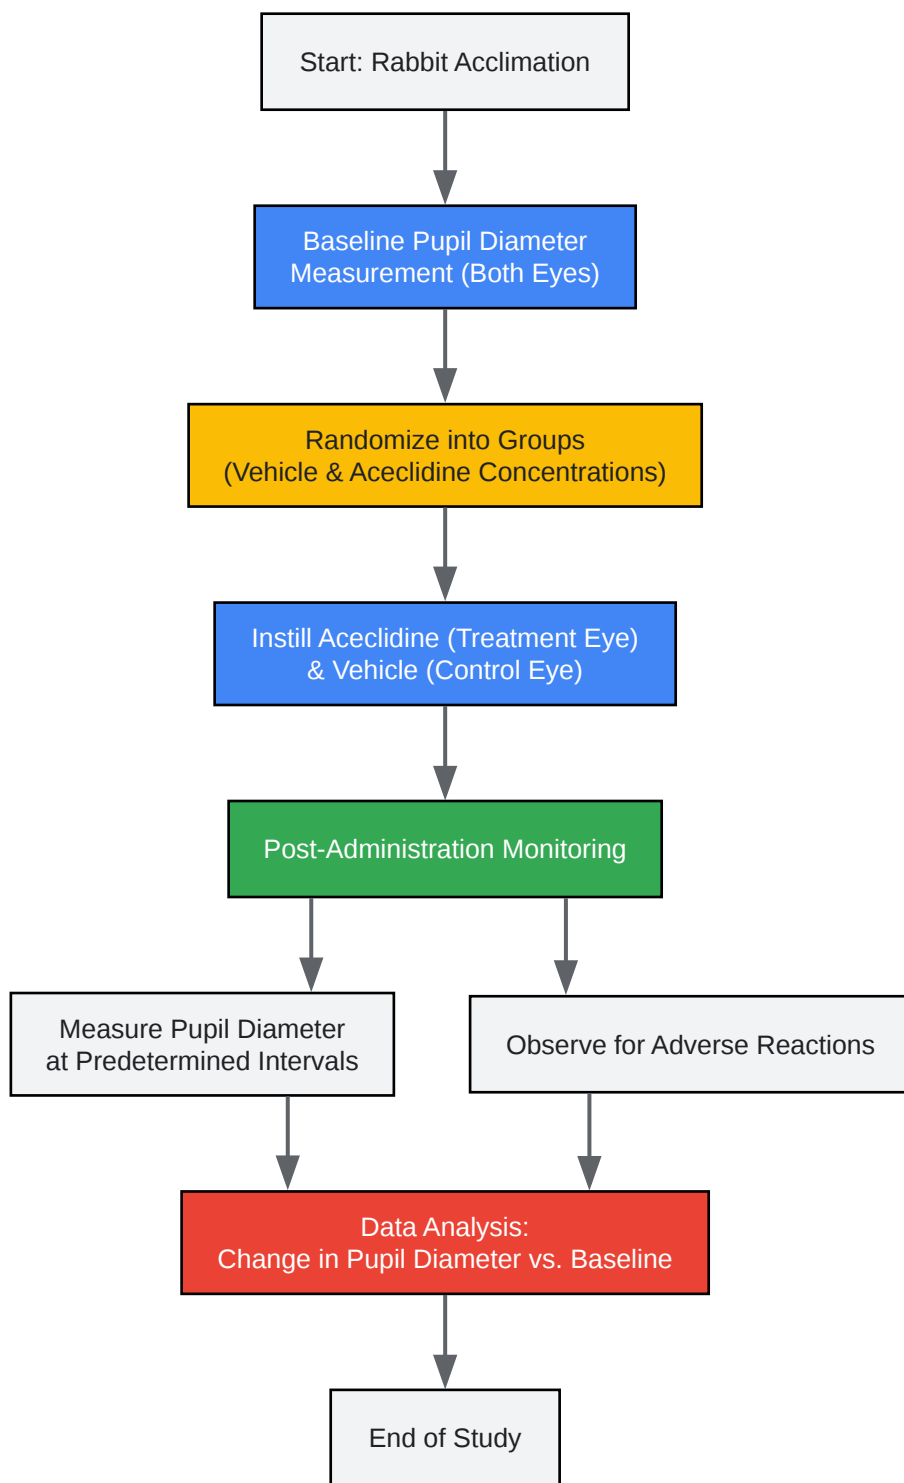 Start: Rabbit Acclimation
Baseline Pupil Diameter
Measurement (Both Eyes)
Randomize into Groups
(Vehicle & Aceclidine Concentrations)
Instill Aceclidine (Treatment Eye)
& Vehicle (Control Eye)
Post-Administration Monitoring
Measure Pupil Diameter
at Predetermined Intervals
Observe for Adverse Reactions
Data Analysis:
Change in Pupil Diameter vs. Baseline
End of Study